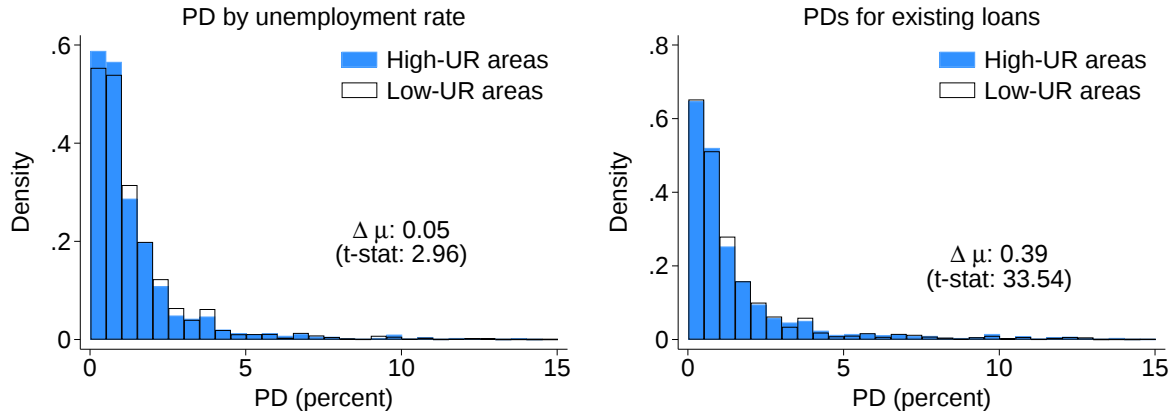 PD by unemployment rate
High-UR areas
Low-UR areas
.6
.4
.2
0
Density
Δ μ: 0.05
(t-stat: 2.96)
0
5
10
15
PD (percent)
PDs for existing loans
High-UR areas
Low-UR areas
.8
.6
.4
.2
0
Density
Δ μ: 0.39
(t-stat: 33.54)
0
5
10
15
PD (percent)